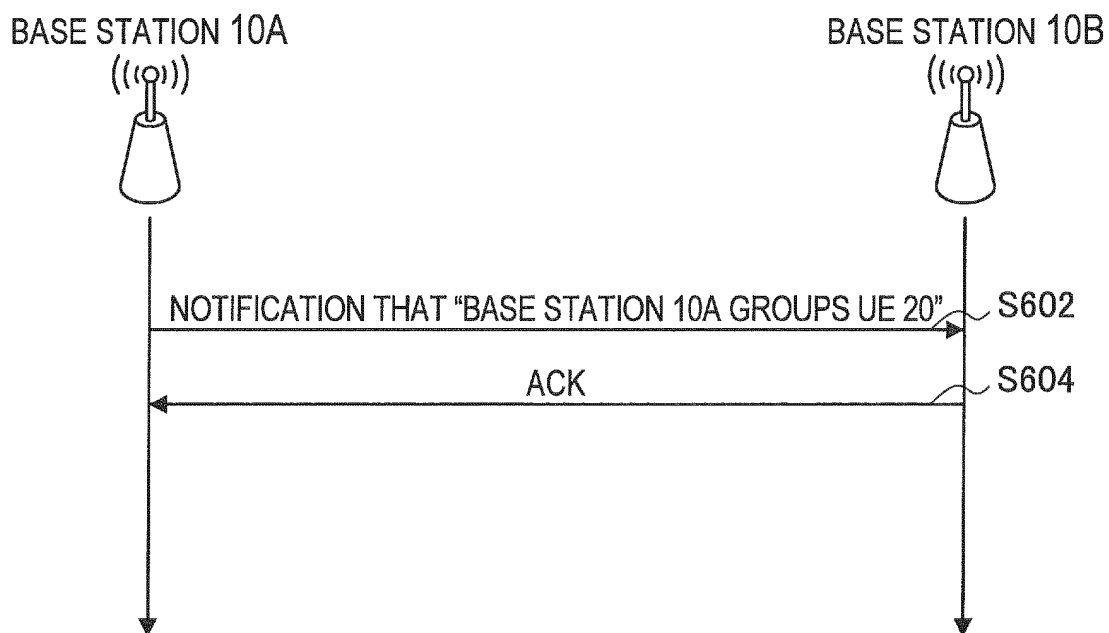 BASE STATION 10A
BASE STATION 10B
NOTIFICATION THAT “BASE STATION 10A GROUPS UE 20”
S602
ACK
S604